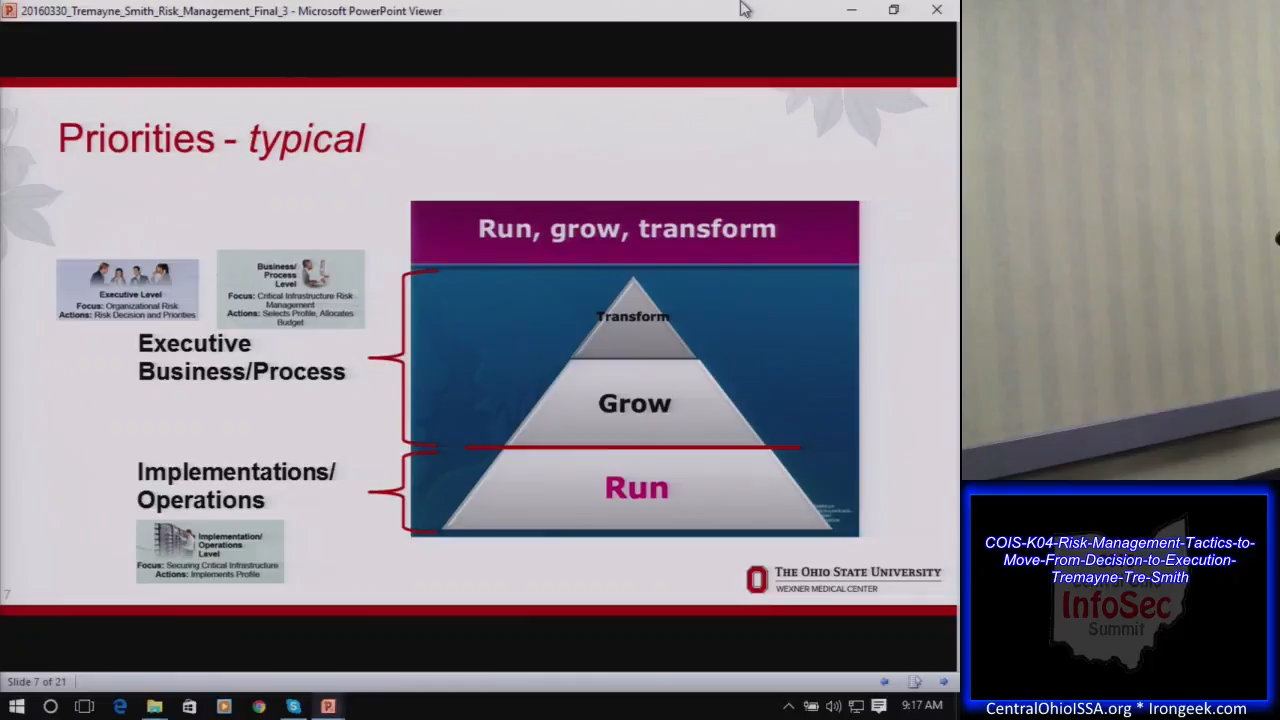 20160330_Tremayne_Smith_Risk_Management_Final_3 - Microsoft PowerPoint Viewer
Priorities - typical
Run, grow, transform
Executive Level
Focus: Organizational Risk
Actions: Risk Decision and Priorities
Business/
Process
Level
Focus: Critical Infrastructure Risk
Management
Actions: Selects Profile, Allocates
Budget
Executive
Business/Process
Transform
Grow
Run
Implementations/
Operations
Implementation/
Operations
Level
Focus: Securing Critical Infrastructure
Actions: Implements Profile
THE OHIO STATE UNIVERSITY
WEXNER MEDICAL CENTER
7
Slide 7 of 21
9:17 AM
COIS-K04-Risk-Management-Tactics-to-
Move-From-Decision-to-Execution-
Tremayne-Tre-Smith
InfoSec
Summit
CentralOhioISSA.org * Irongeek.com